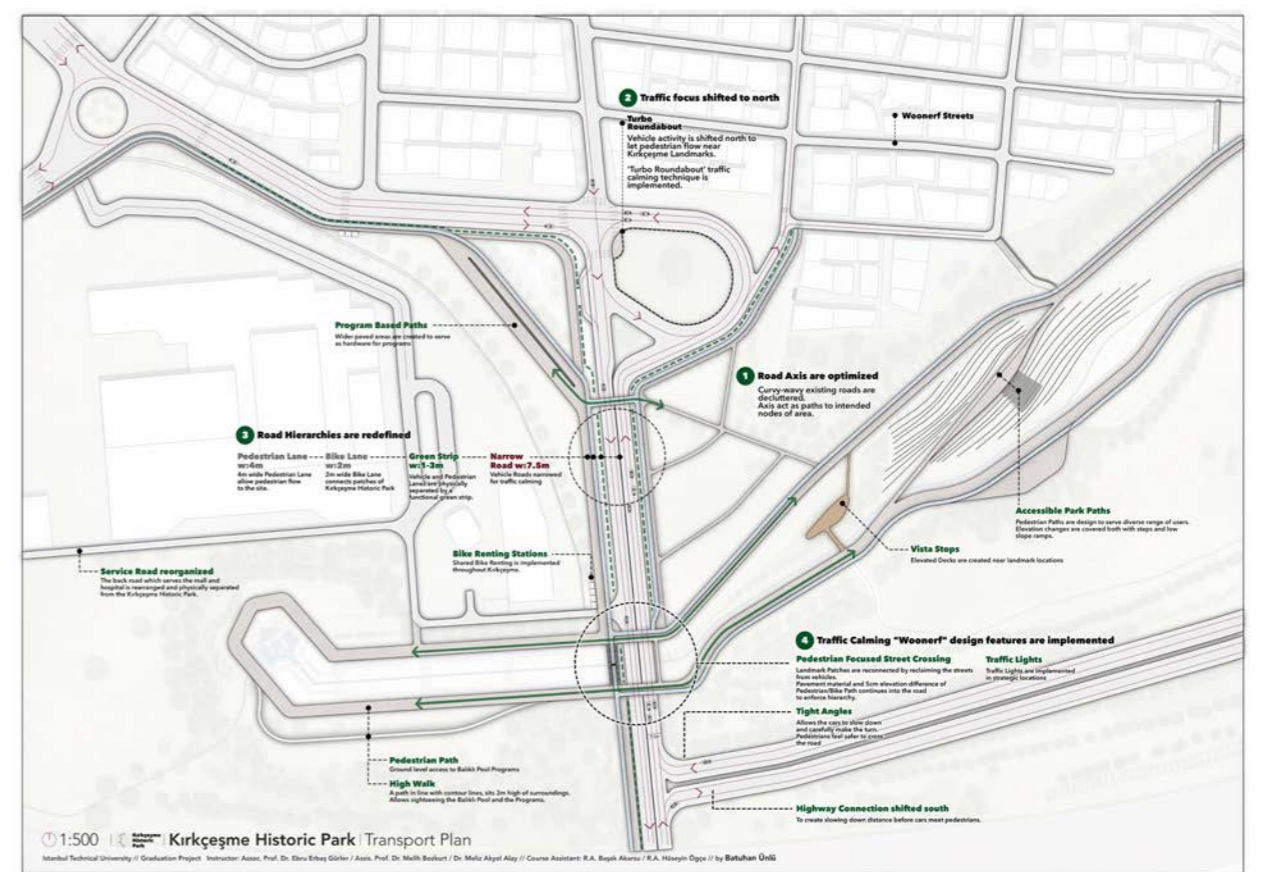 2 Traffic focus shifted to north
Turbo
Roundabout
Vehicle activity is shifted north to
let pedestrian flow near
Kırkçeşme Landmarks.
'Turbo Roundabout' traffic
calming technique is
implemented.
Woonerf Streets
Program Based Paths
Wider paved areas are created to serve
as hardware for programs
1 Road Axis are optimized
Curvy-wavy existing roads are
decluttered.
Axis act as paths to intended
nodes of area.
3 Road Hierarchies are redefined
Pedestrian Lane
w:4m
4m wide Pedestrian Lane
allow pedestrian flow
to the site.
Bike Lane
w:2m
2m wide Bike Lane
connects patches of
Kırkçeşme Historic Park
Green Strip
w:1-3m
Vehicle and Pedestrian
Lanes are physically
separated by a
functional green strip.
Narrow
Road w:7.5m
Vehicle Roads narrowed
for traffic calming
Accessible Park Paths
Pedestrian Paths are design to serve diverse range of users.
Elevation changes are covered both with steps and low
slope ramps.
Vista Stops
Elevated Decks are created near landmark locations
Bike Renting Stations
Shared Bike Renting is implemented
throughout Kırkçeşme.
Service Road reorganized
The back road which serves the mall and
hospital is rearranged and physically separated
from the Kırkçeşme Historic Park.
4 Traffic Calming "Woonerf" design features are implemented
Pedestrian Focused Street Crossing
Landmark Patches are reconnected by reclaiming the streets
from vehicles.
Pavement material and 5cm elevation difference of
Pedestrian/Bike Path continues into the road
to enforce hierarchy.
Traffic Lights
Traffic Lights are implemented
in strategic locations
Tight Angles
Allows the cars to slow down
and carefully make the turn.
Pedestrians feel safer to cross
the road
Pedestrian Path
Ground level access to Balıklı Pool Programs
High Walk
A path in line with contour lines, sits 3m high of surroundings.
Allows sightseeing the Balıklı Pool and the Programs.
Highway Connection shifted south
To create slowing down distance before cars meet pedestrians.
1:500 | Kırkçeşme Historic Park | Kırkçeşme Historic Park | Transport Plan
Istanbul Technical University // Graduation Project Instructor: Assoc. Prof. Dr. Ebru Erbaş Gürler / Assis. Prof. Dr. Melih Bozkurt / Dr. Meliz Akyol Alay // Course Assistant: R.A. Başak Akarsu / R.A. Hüseyin Öğçe // by Batuhan Ünlü